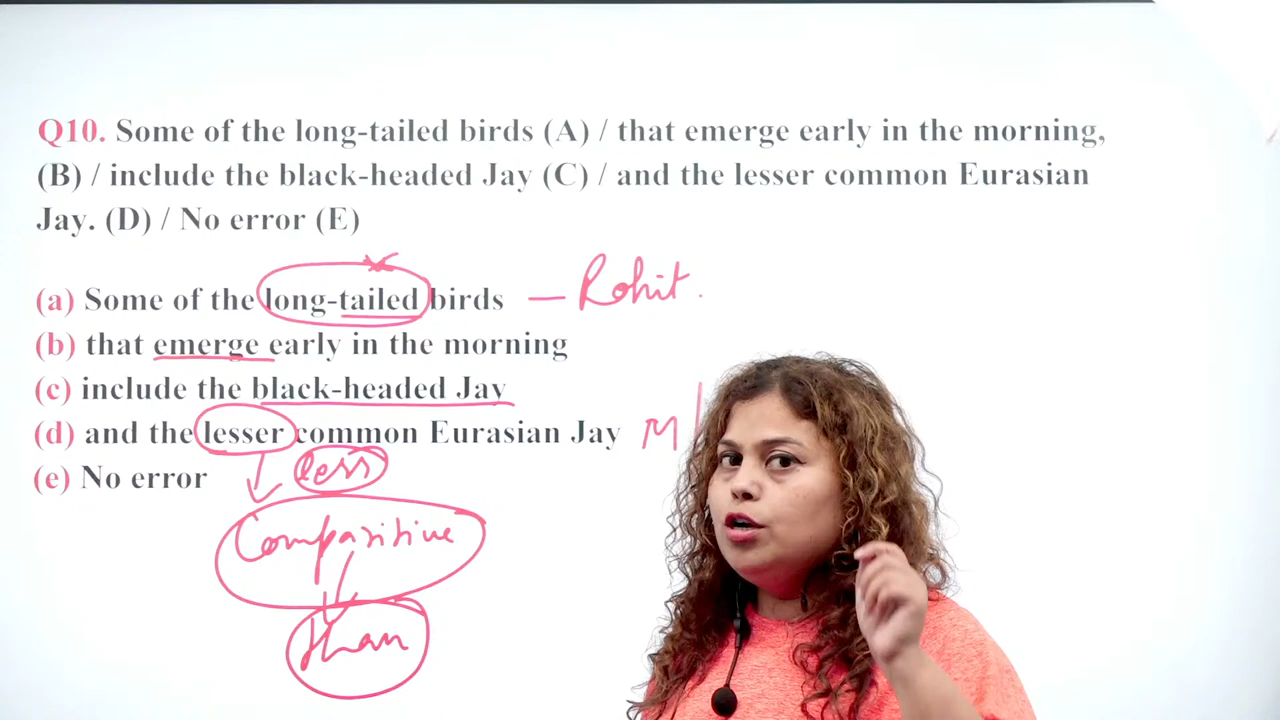 Q10. Some of the long-tailed birds (A) / that emerge early in the morning,
(B) / include the black-headed Jay (C) / and the lesser common Eurasian
Jay. (D) / No error (E)
(a) Some of the long-tailed birds — Rohit.
(b) that emerge early in the morning
(c) include the black-headed Jay
(d) and the lesser common Eurasian Jay M
less
(e) No error
Comparitive
than